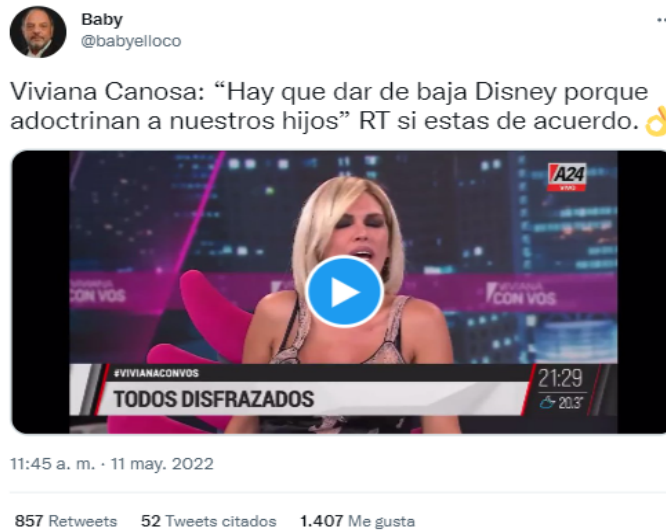 Baby
@babyelloco
Viviana Canosa: “Hay que dar de baja Disney porque
adoctrinan a nuestros hijos” RT si estas de acuerdo. 👌
A24
VIVO
VIVIANA
CON VOS
VIVIANA
CON VOS
#VIVIANACONVOS
TODOS DISFRAZADOS
21:29
20.3°
11:45 a. m. · 11 may. 2022
857 Retweets 52 Tweets citados 1.407 Me gusta